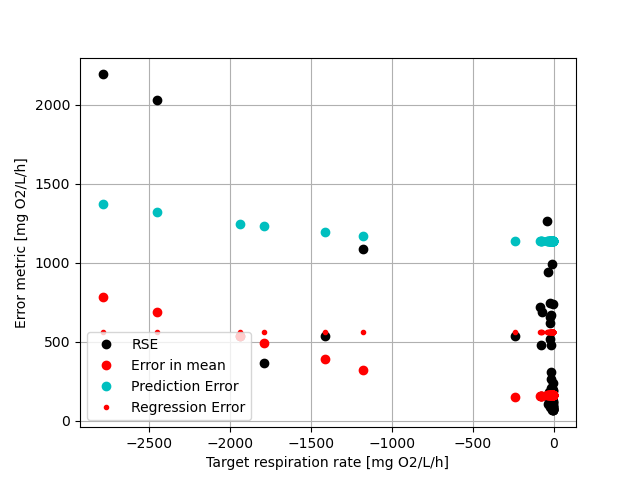 Error metric [mg O2/L/h]
2000
1500
1000
500
0
RSE
Error in mean
Prediction Error
Regression Error
−2500 −2000 −1500 −1000 −500 0
Target respiration rate [mg O2/L/h]